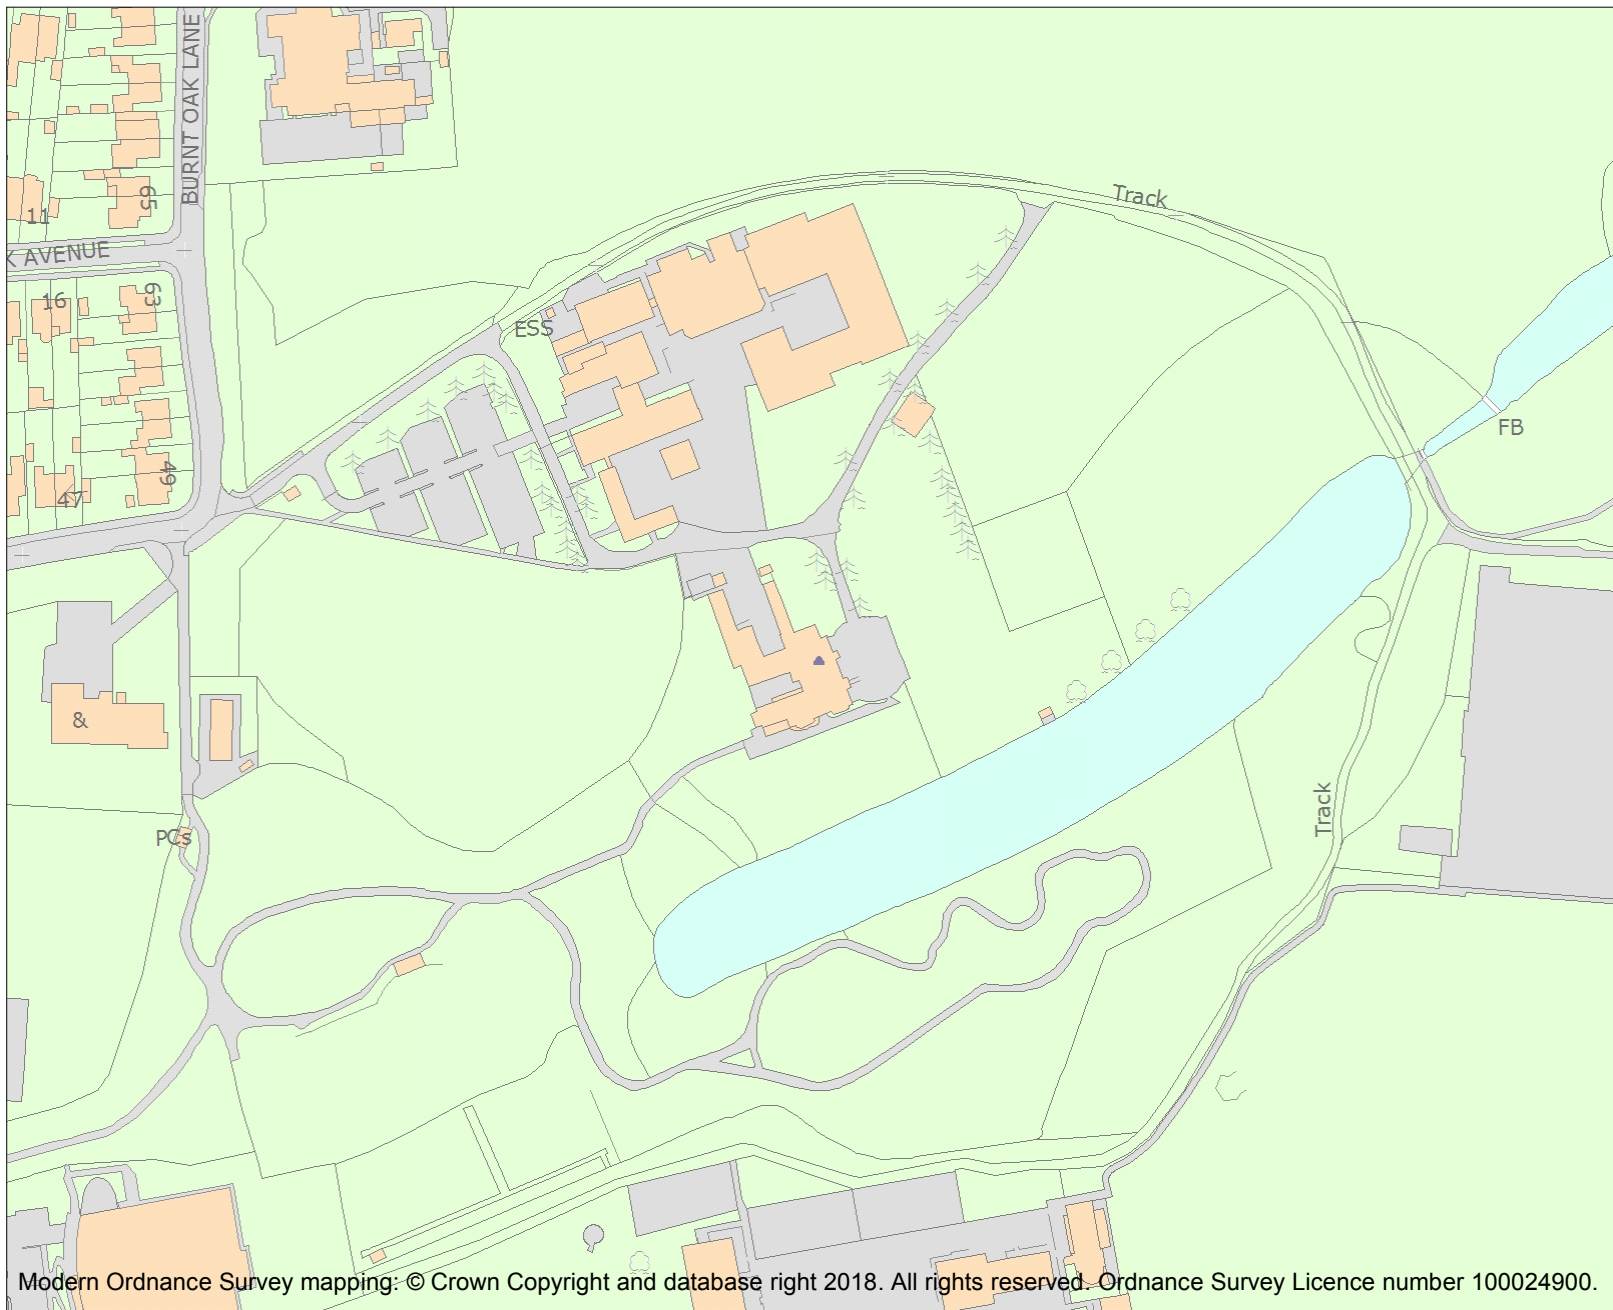 BURNT OAK LANE
65
11
K AVENUE
16
63
Track
ESS
FB
49
47
&
PCs
Track
Modern Ordnance Survey mapping: © Crown Copyright and database right 2018. All rights reserved. Ordnance Survey Licence number 100024900.